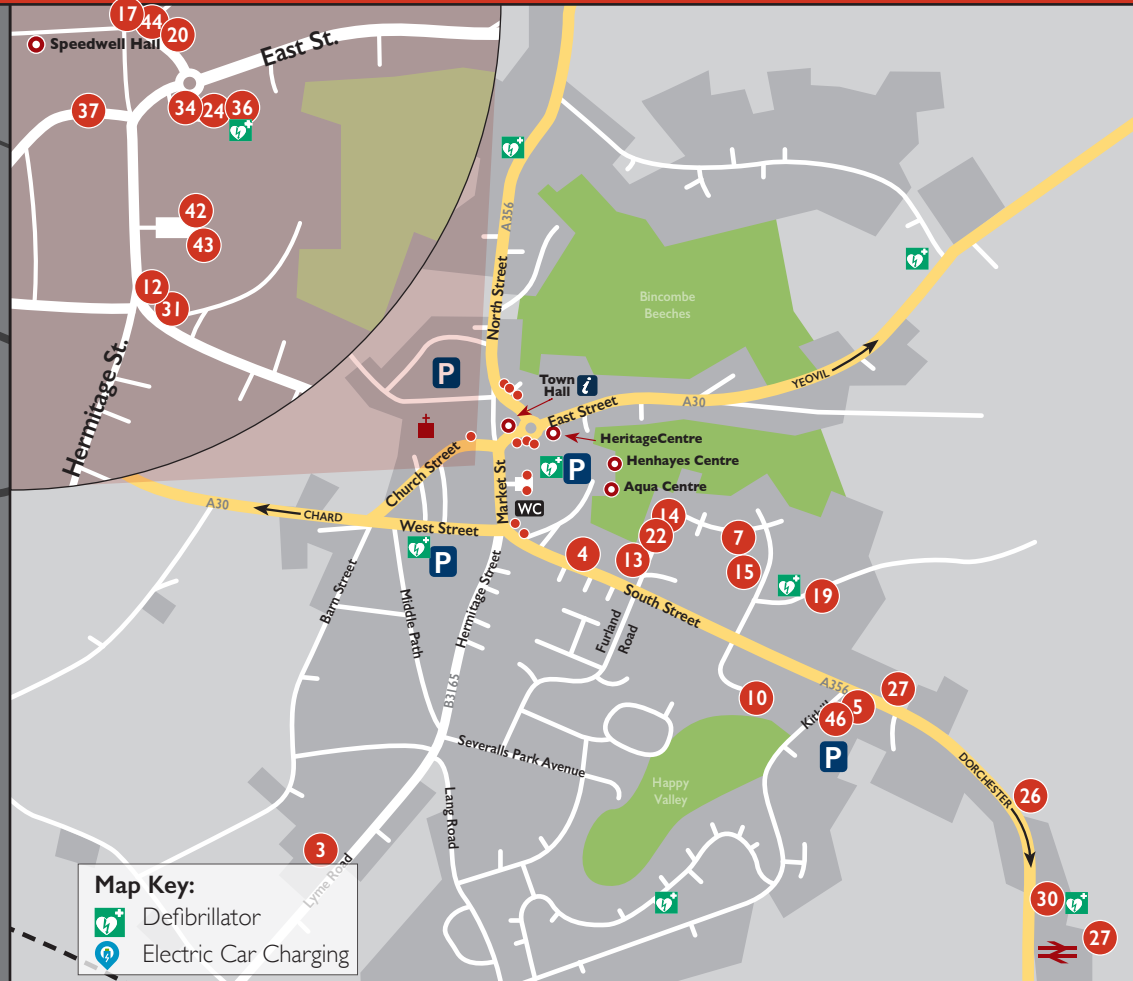 17
44
20
Speedwell Hall
East St.
37
34
24
36
42
43
12
31
Hermitage St.
A356
North Street
Bincombe
Beeches
P
Town
Hall
i
East Street
A30
YEOVIL
HeritageCentre
Henhayes Centre
Aqua Centre
P
Church Street
Market St.
WC
A30
CHARD
West Street
P
14
22
13
4
7
15
19
South Street
Barn Street
Middle Path
Hermitage Street
Furland
Road
B3165
10
A356
27
5
46
P
Severalls Park Avenue
Happy
Valley
DORCHESTER
26
Lang Road
3
Lyme Road
30
27
Map Key:
Defibrillator
Electric Car Charging